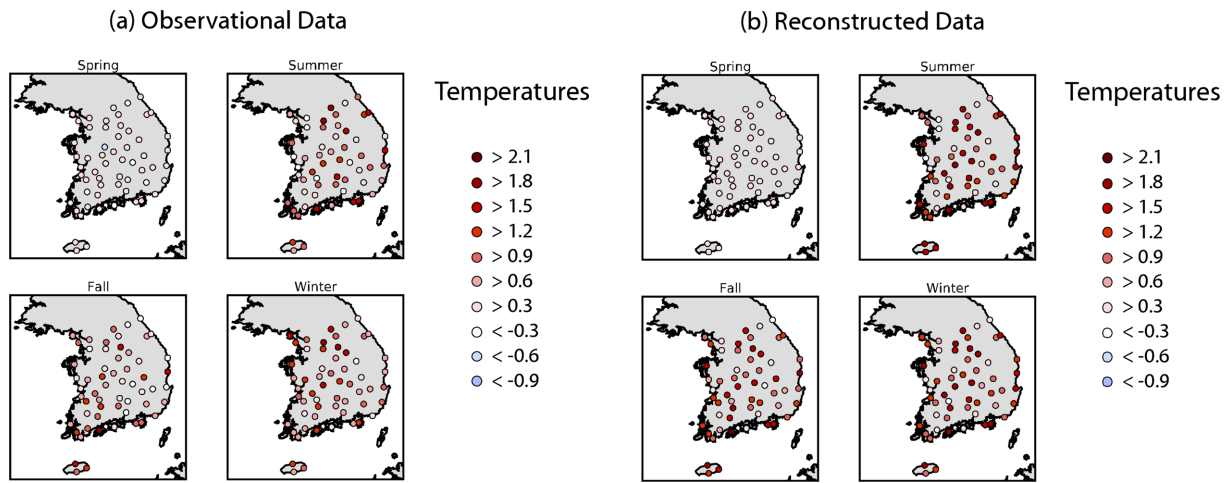 (a) Observational Data
Spring
Summer
Fall
Winter
Temperatures
> 2.1
> 1.8
> 1.5
> 1.2
> 0.9
> 0.6
> 0.3
< -0.3
< -0.6
< -0.9
(b) Reconstructed Data
Spring
Summer
Fall
Winter
Temperatures
> 2.1
> 1.8
> 1.5
> 1.2
> 0.9
> 0.6
> 0.3
< -0.3
< -0.6
< -0.9